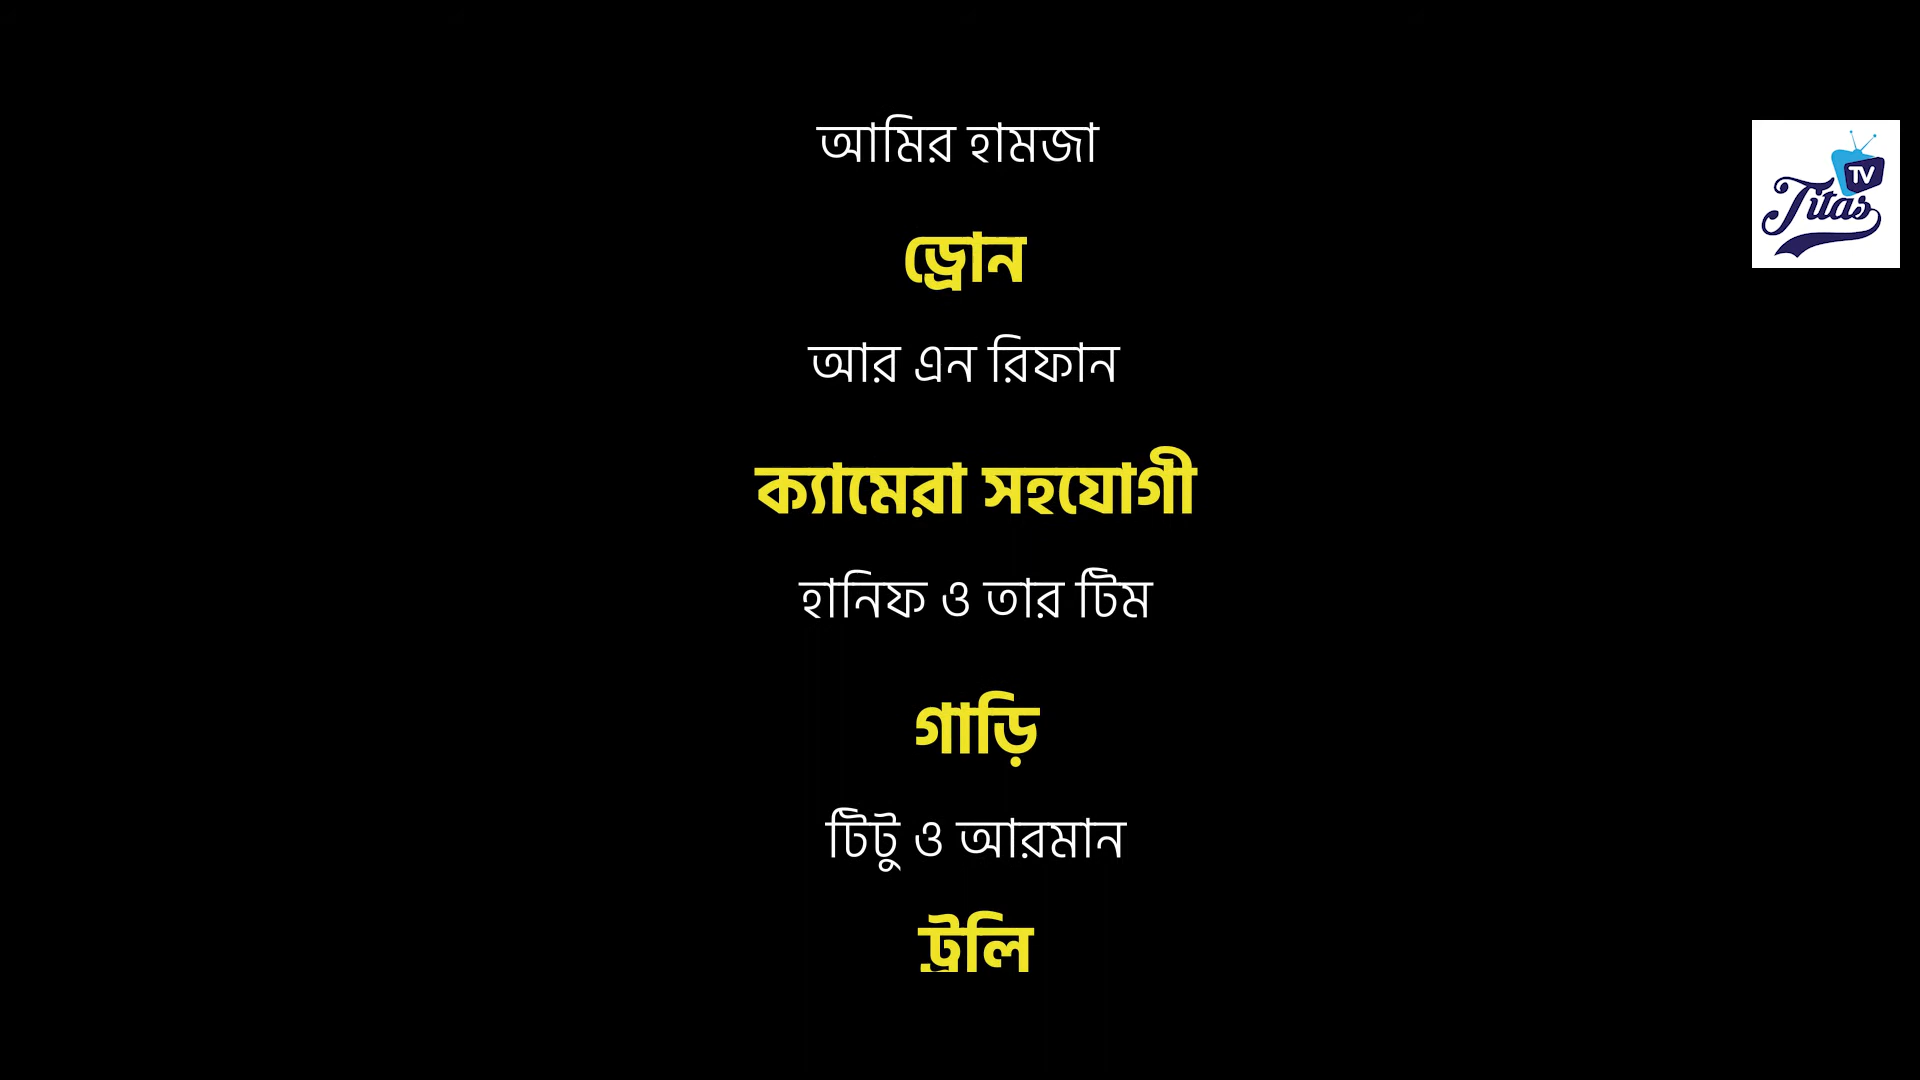 আমির হামজা
TV
Titas
ড্রোন
আর এন রিফান
ক্যামেরা সহযোগী
হানিফ ও তার টিম
গাড়ি
টিটু ও আরমান
ট্রলি